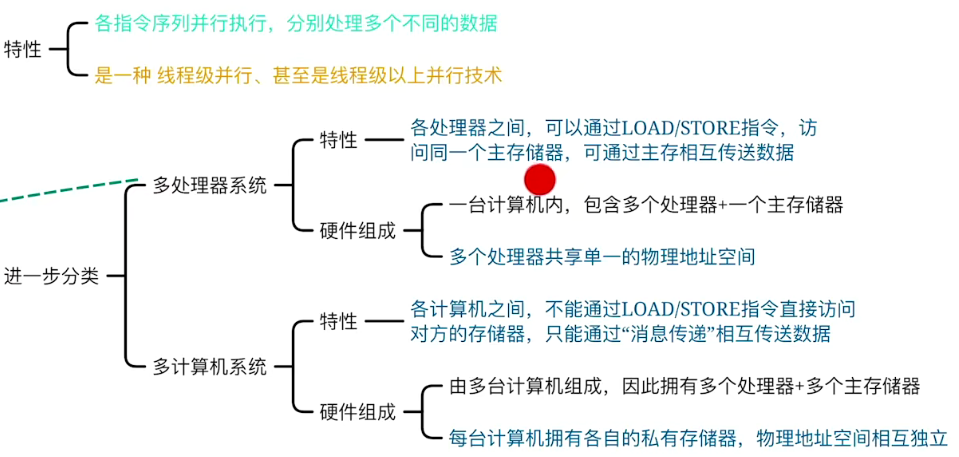 各指令序列并行执行，分别处理多个不同的数据
特性
是一种 线程级并行、甚至是线程级以上并行技术
各处理器之间，可以通过LOAD/STORE指令，访
问同一个主存储器，可通过主存相互传送数据
特性
多处理器系统
一台计算机内，包含多个处理器+一个主存储器
硬件组成
多个处理器共享单一的物理地址空间
进一步分类
各计算机之间，不能通过LOAD/STORE指令直接访问
对方的存储器，只能通过“消息传递”相互传送数据
特性
多计算机系统
由多台计算机组成，因此拥有多个处理器+多个主存储器
硬件组成
每台计算机拥有各自的私有存储器，物理地址空间相互独立